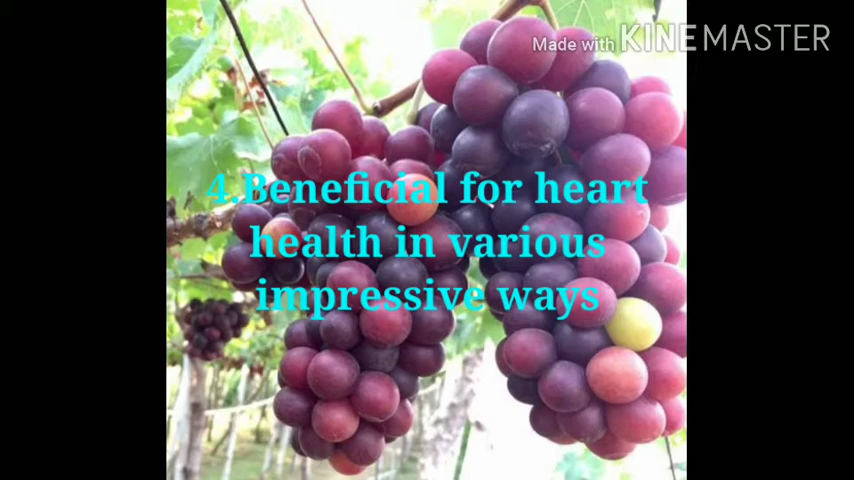 Made with KINEMASTER
4.Beneficial for heart
health in various
impressive ways